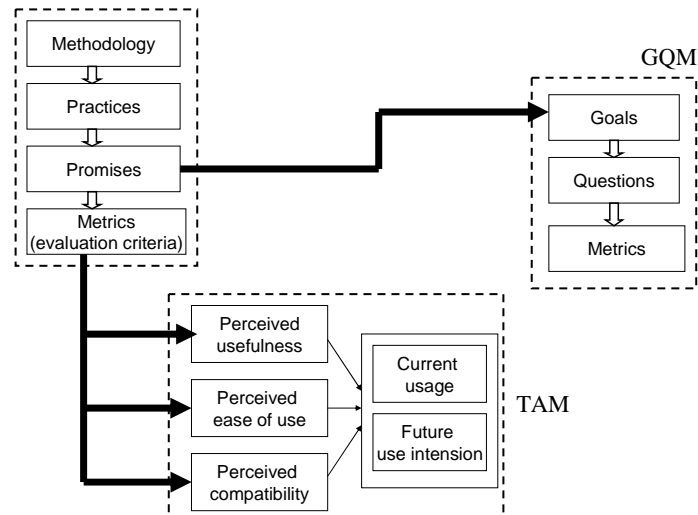 Methodology
Practices
Promises
Metrics
(evaluation criteria)
GQM
Goals
Questions
Metrics
Perceived
usefulness
Perceived
ease of use
Perceived
compatibility
Current
usage
Future
use intension
TAM